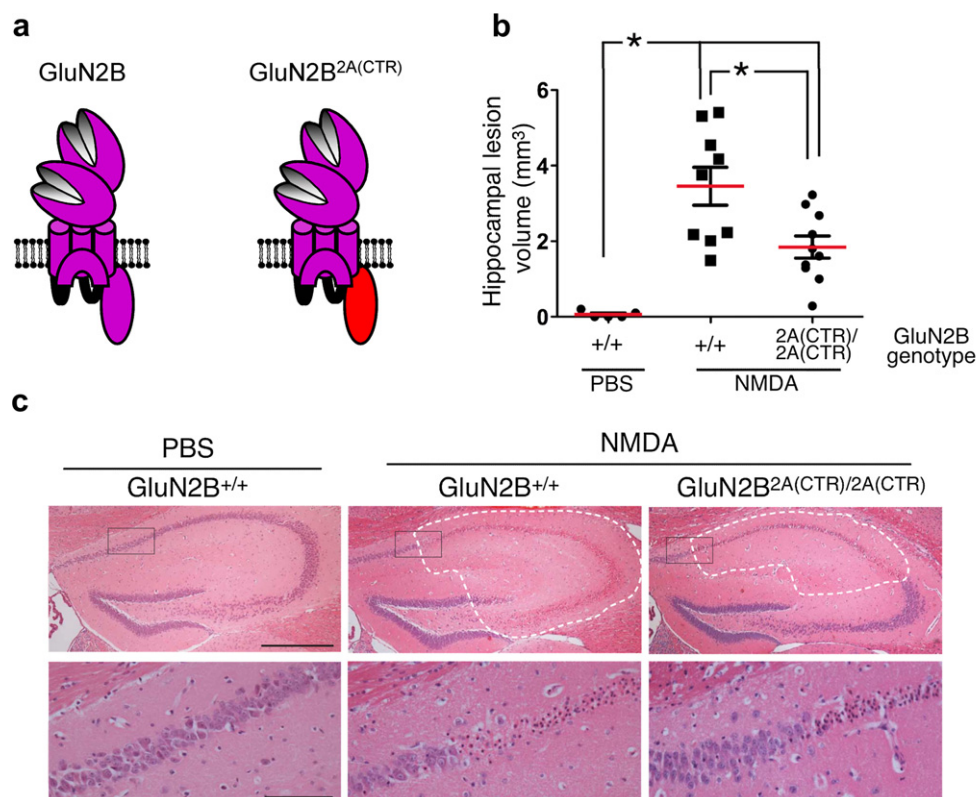 a
GluN2B
GluN2B2A(CTR)
b
*
*
Hippocampal lesion
volume (mm3)
6
4
2
0
+/+
+/+
2A(CTR)/
2A(CTR)
GluN2B
genotype
PBS
NMDA
c
PBS
NMDA
GluN2B+/+
GluN2B+/+
GluN2B2A(CTR)/2A(CTR)